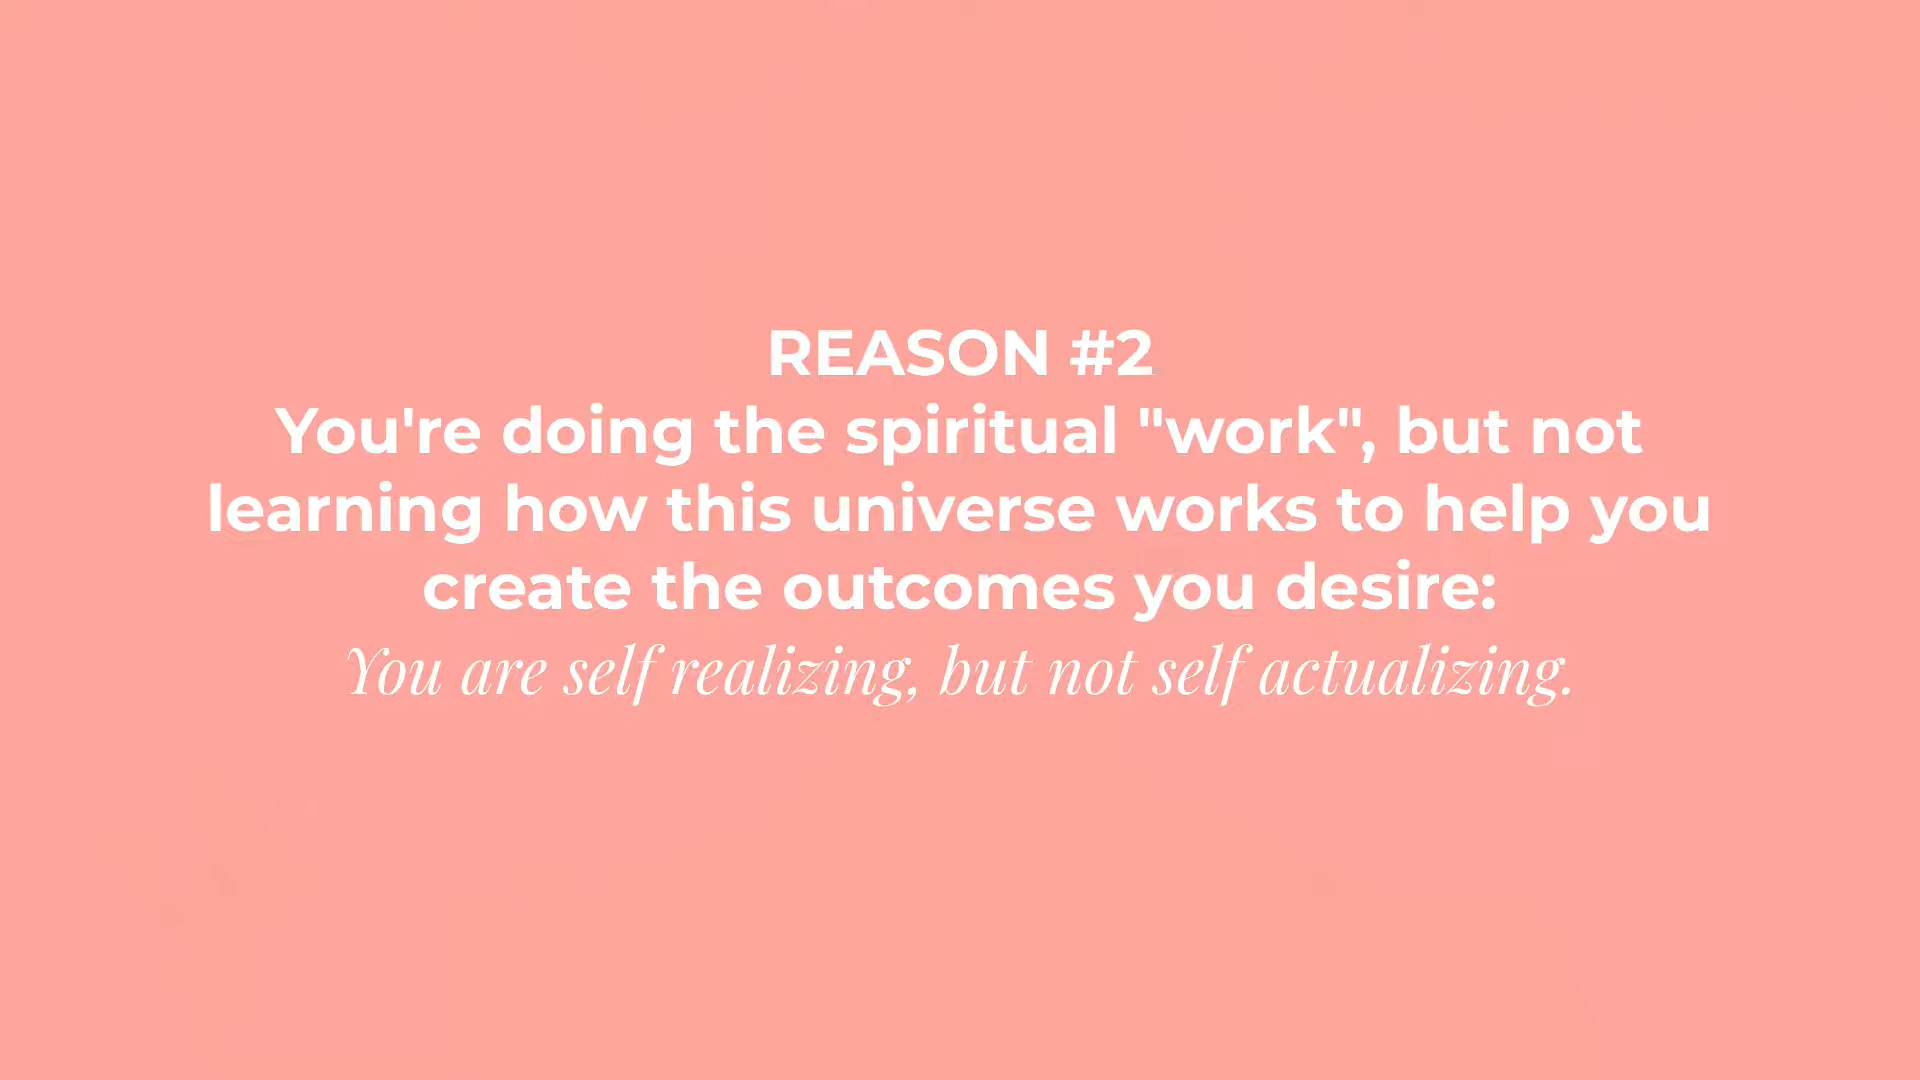 REASON #2
You're doing the spiritual "work", but not
learning how this universe works to help you
create the outcomes you desire:
You are self realizing, but not self actualizing.